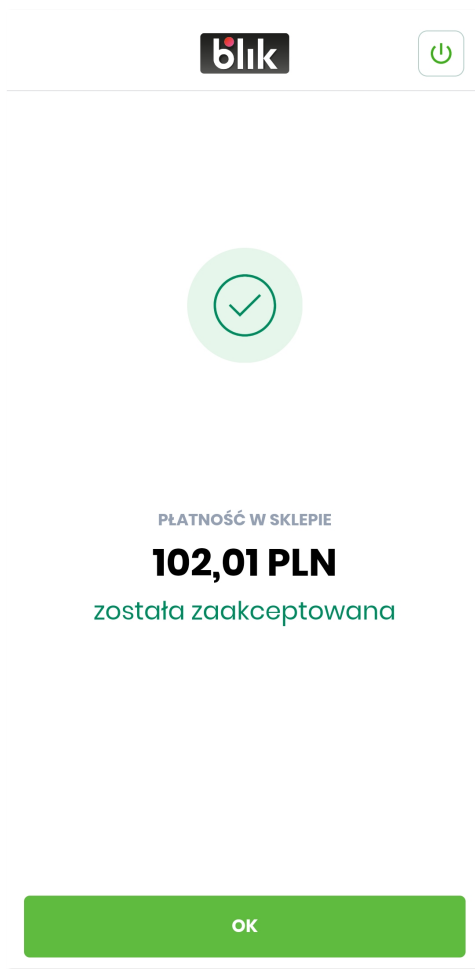 blik
PŁATNOŚĆ W SKLEPIE
102,01 PLN
została zaakceptowana
OK